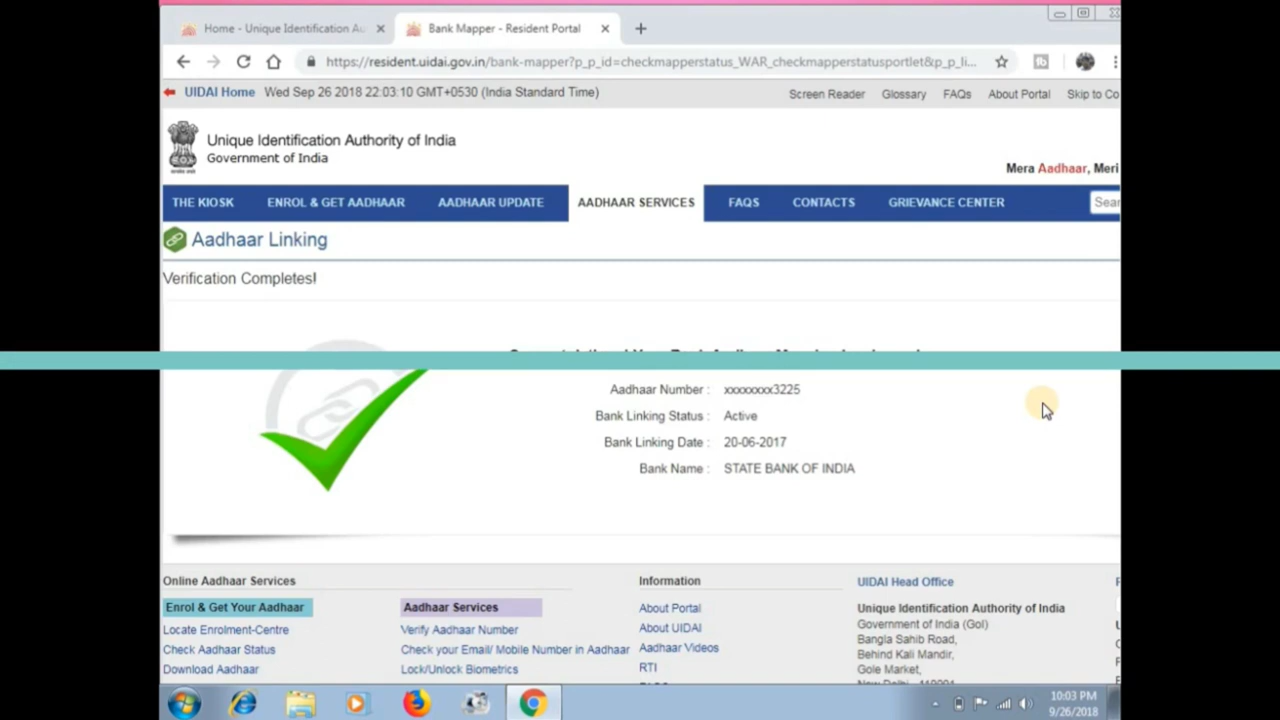 Home - Unique Identification Au
Bank Mapper - Resident Portal
https://resident.uidai.gov.in/bank-mapper?p_p_id=checkmapperstatus_WAR_checkmapperstatusportlet&p_p_li...
UIDAI Home Wed Sep 26 2018 22:03:10 GMT+0530 (India Standard Time)
Screen Reader Glossary FAQs About Portal Skip to Co
Unique Identification Authority of India
Government of India
Mera Aadhaar, Meri
THE KIOSK ENROL & GET AADHAAR AADHAAR UPDATE AADHAAR SERVICES FAQS CONTACTS GRIEVANCE CENTER
Sear
Aadhaar Linking
Verification Completes!
Aadhaar Number : xxxxxxxx3225
Bank Linking Status : Active
Bank Linking Date : 20-06-2017
Bank Name : STATE BANK OF INDIA
Online Aadhaar Services
Enrol & Get Your Aadhaar
Locate Enrolment-Centre
Check Aadhaar Status
Download Aadhaar
Aadhaar Services
Verify Aadhaar Number
Check your Email/ Mobile Number in Aadhaar
Lock/Unlock Biometrics
Information
About Portal
About UIDAI
Aadhaar Videos
RTI
UIDAI Head Office
Unique Identification Authority of India
Government of India (GoI)
Bangla Sahib Road,
Behind Kali Mandir,
Gole Market,
10:03 PM
9/26/2018